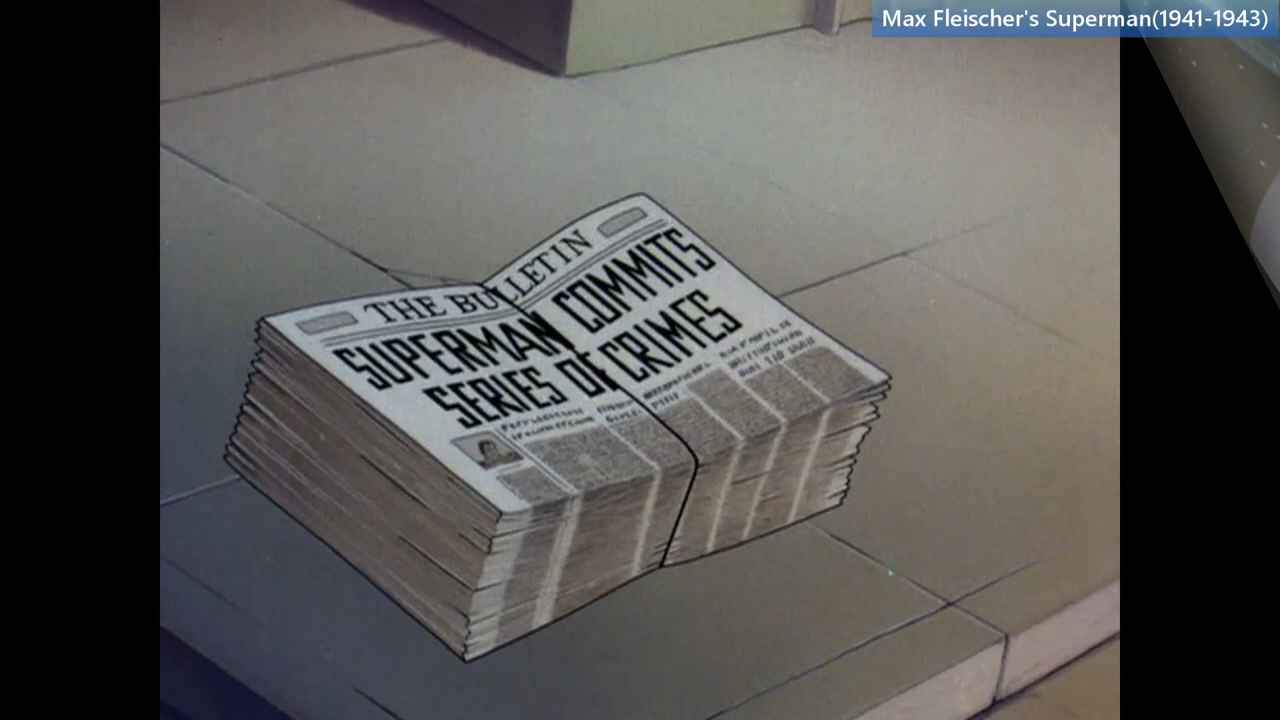 Max Fleischer's Superman(1941-1943)
THE BULLETIN
SUPERMAN COMMITS
SERIES OF CRIMES